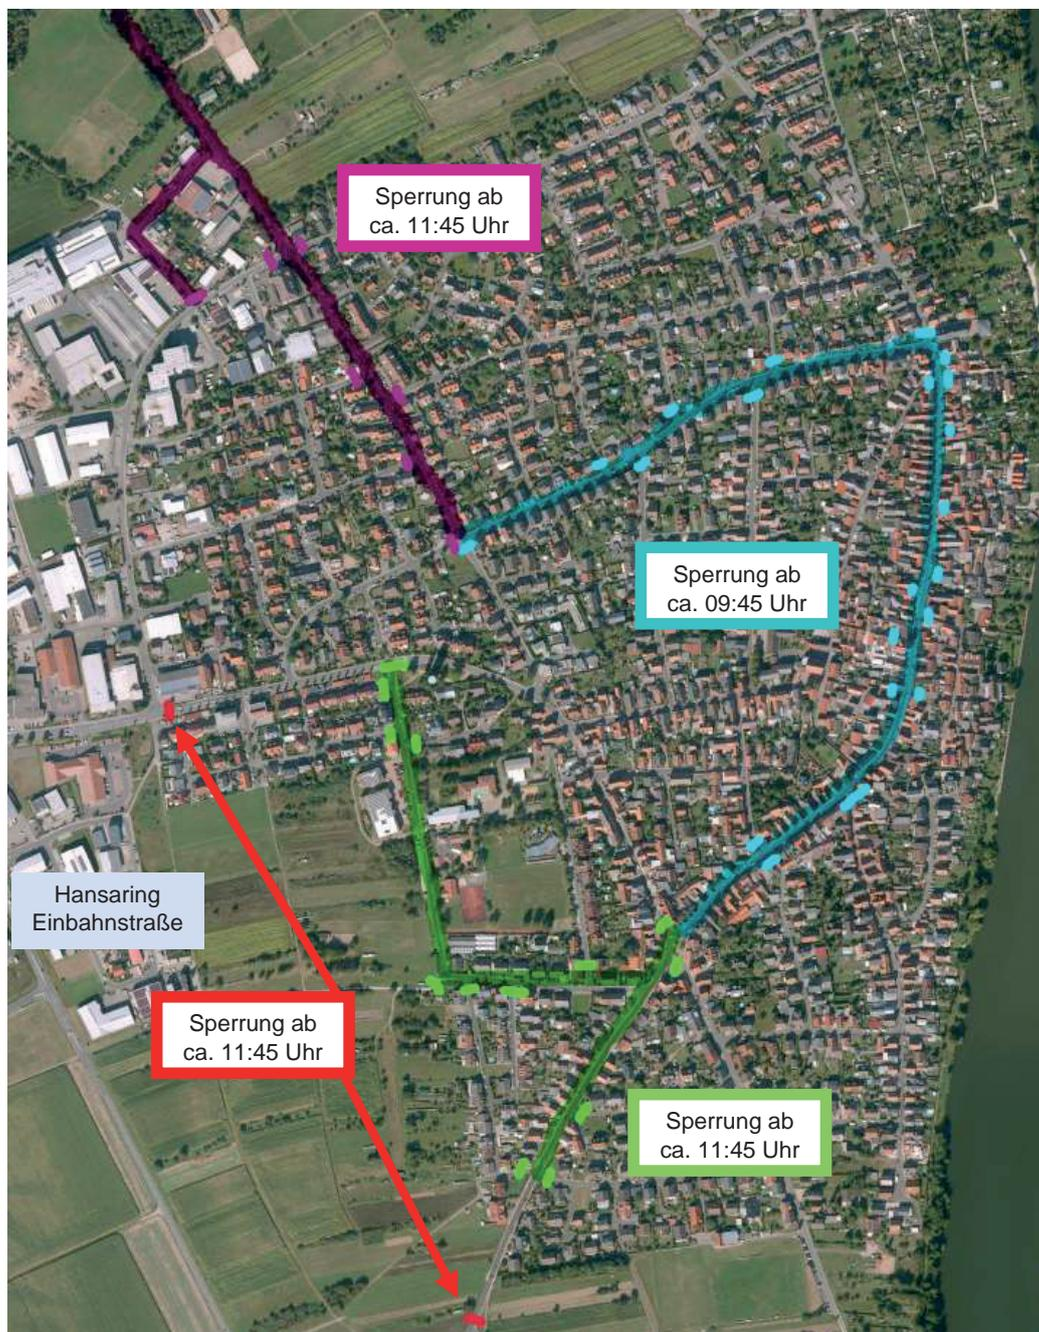 Sperrung ab
ca. 11:45 Uhr
Sperrung ab
ca. 09:45 Uhr
Hansaring
Einbahnstraße
Sperrung ab
ca. 11:45 Uhr
Sperrung ab
ca. 11:45 Uhr